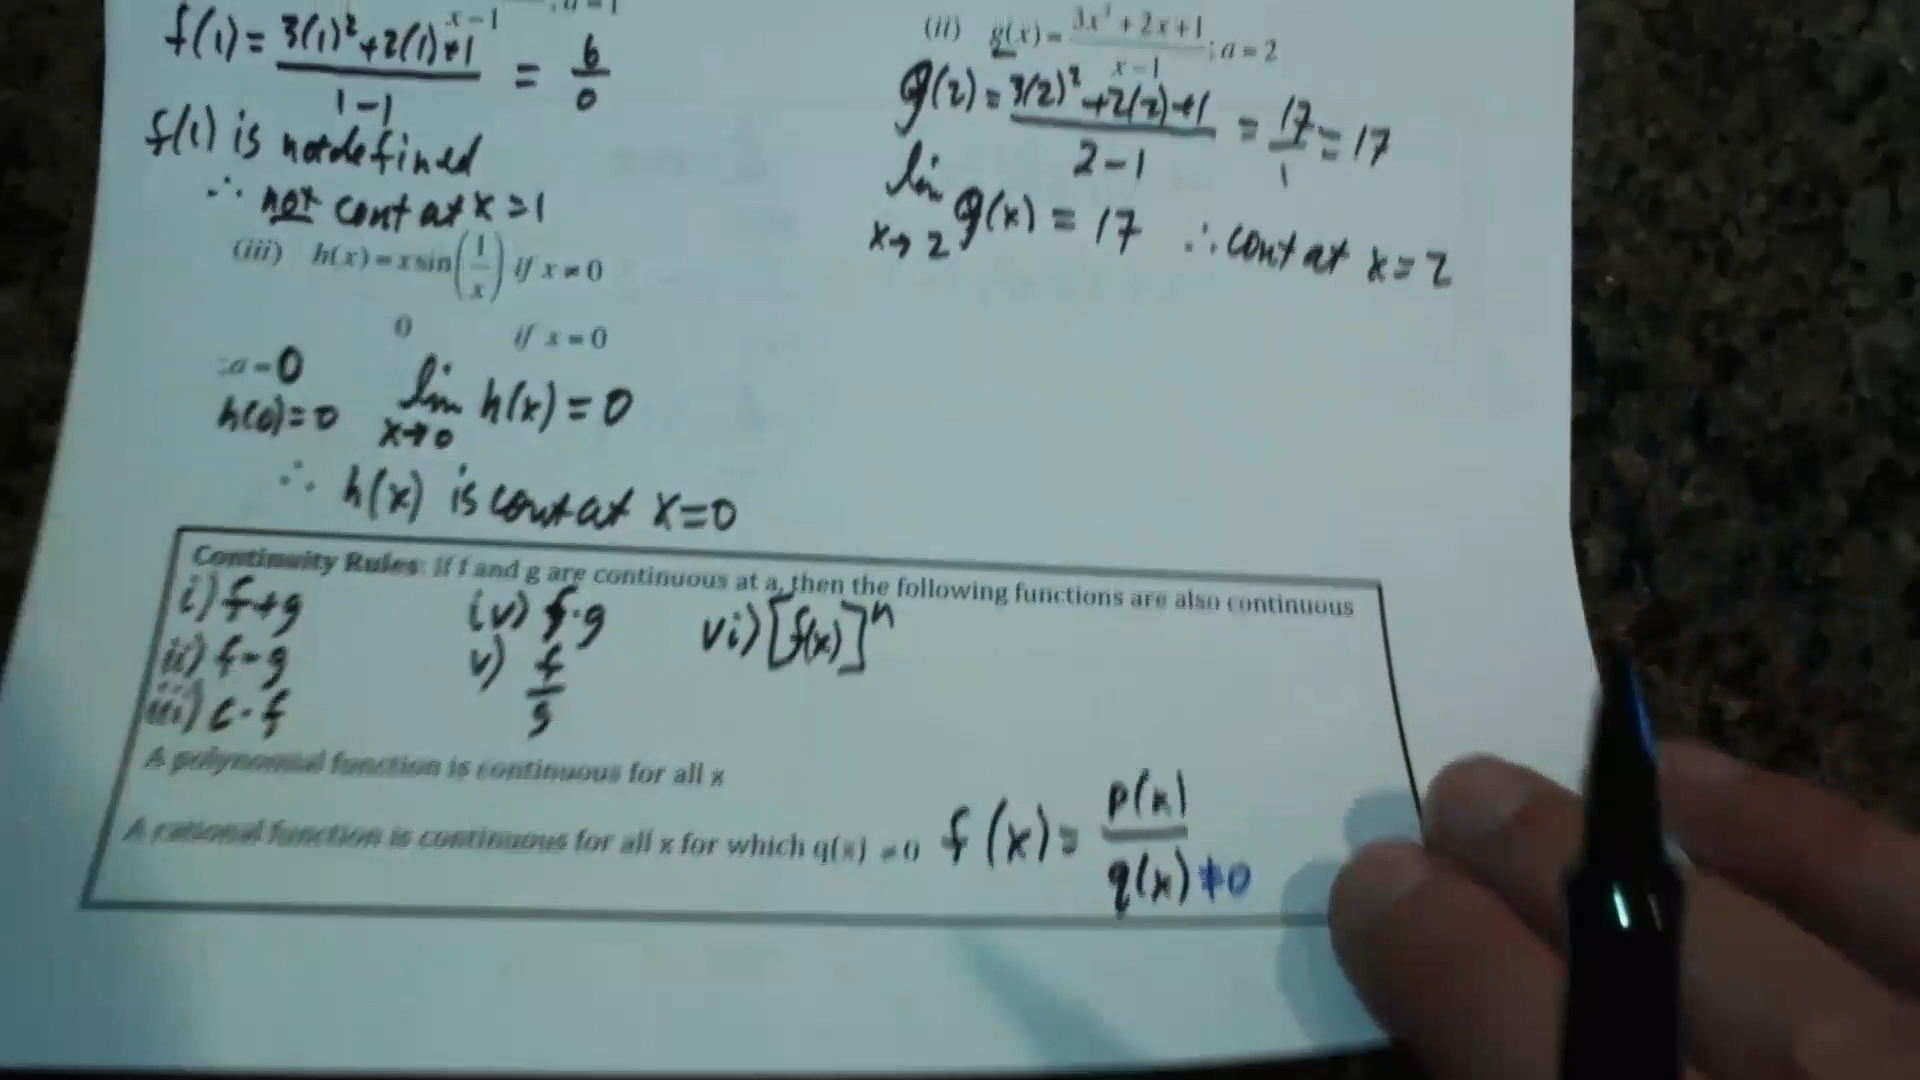 x-1 ; a=1
f(1) = 3(1)²+2(1)+1 / 1-1 = 6/0
f(1) is not defined
∴ not cont at x=1
(ii) g(x) = 3x²+2x+1 / x-1 ; a=2
g(2) = 3(2)²+2(2)+1 / 2-1 = 17/1 = 17
lim x→2 g(x) = 17 ∴ cont at x=2
(iii) h(x) = x sin(1/x) if x≠0
0 if x=0
;a=0
h(0)=0 lim x→0 h(x)=0
∴ h(x) is cont at x=0
Continuity Rules: if f and g are continuous at a, then the following functions are also continuous
i) f+g iv) f·g vi) [f(x)]ⁿ
ii) f-g v) f/g
iii) c·f
A polynomial function is continuous for all x
A rational function is continuous for all x for which q(x) ≠0 f(x) = p(x) / q(x) ≠0